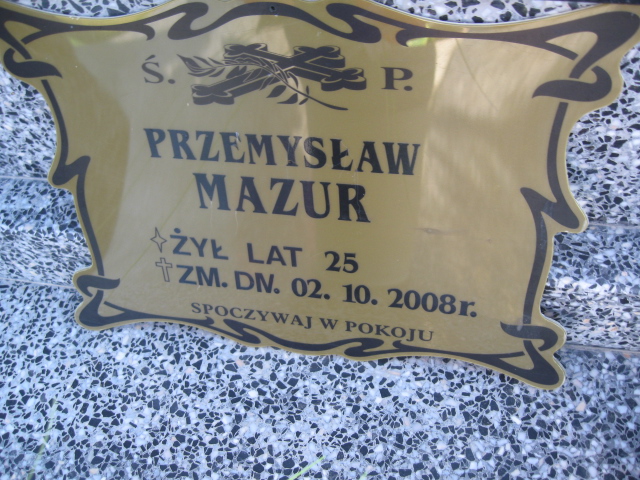 Ś. P.
PRZEMYSŁAW
MAZUR
ŻYŁ LAT 25
ZM. DN. 02. 10. 2008r.
SPOCZYWAJ W POKOJU